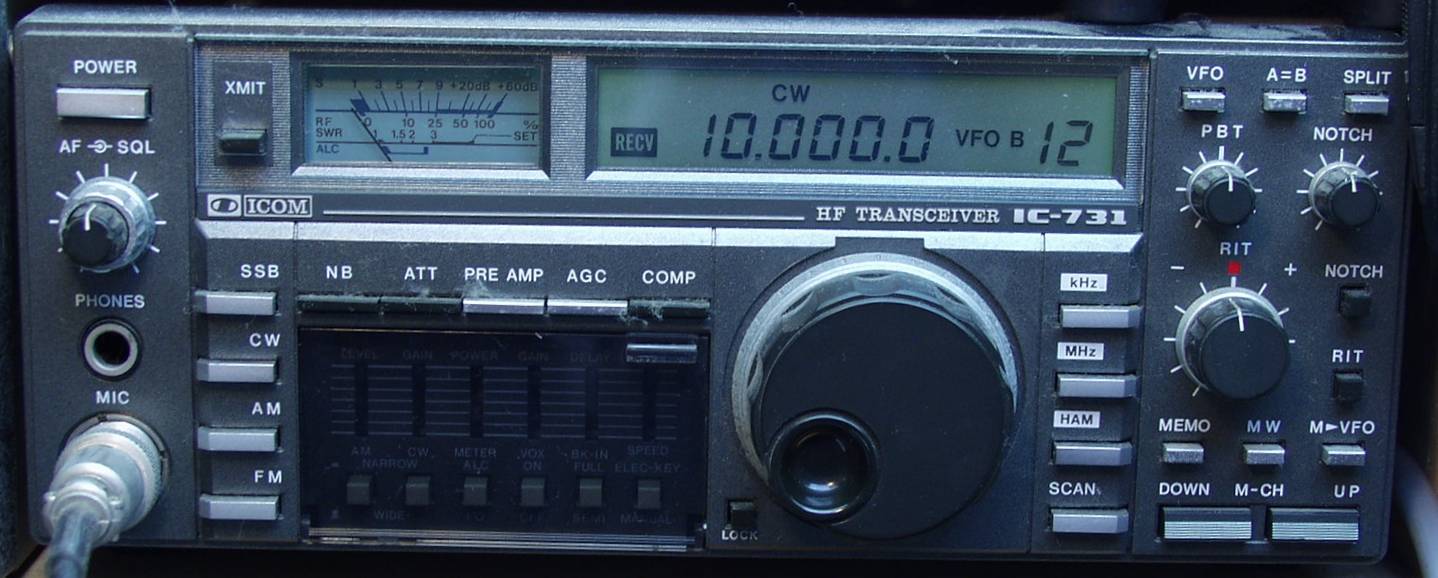 POWER
AF SQL
PHONES
MIC
XMIT
S 1 3 5 7 9 +20dB +60dB
RF 0 10 25 50 100 %
SWR 1 1.5 2 3 SET
ALC
CW
RECV 10.000.0 VFO B 12
ICOM
HF TRANSCEIVER IC-731
SSB
CW
AM
FM
NB ATT PRE AMP AGC COMP
LEVEL GAIN POWER GAIN DELAY
AM CW METER VOX BK-IN SPEED
NARROW ALC ON FULL ELEC-KEY
WIDE OFF SEMI MANUAL
LOCK
kHz
MHz
HAM
SCAN
VFO A=B SPLIT
PBT NOTCH
RIT
- +
NOTCH
RIT
MEMO MW M►VFO
DOWN M-CH UP